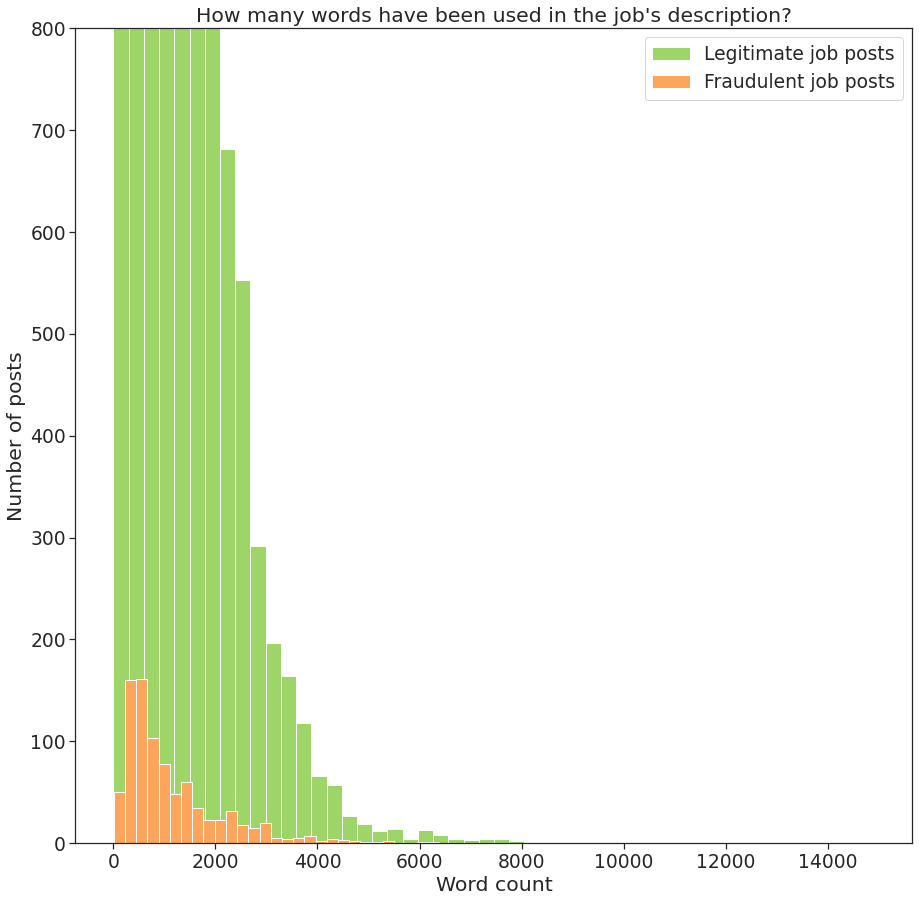 How many words have been used in the job's description?
Legitimate job posts
Fraudulent job posts
800
700
600
500
400
300
200
100
0
Number of posts
0 2000 4000 6000 8000 10000 12000 14000
Word count